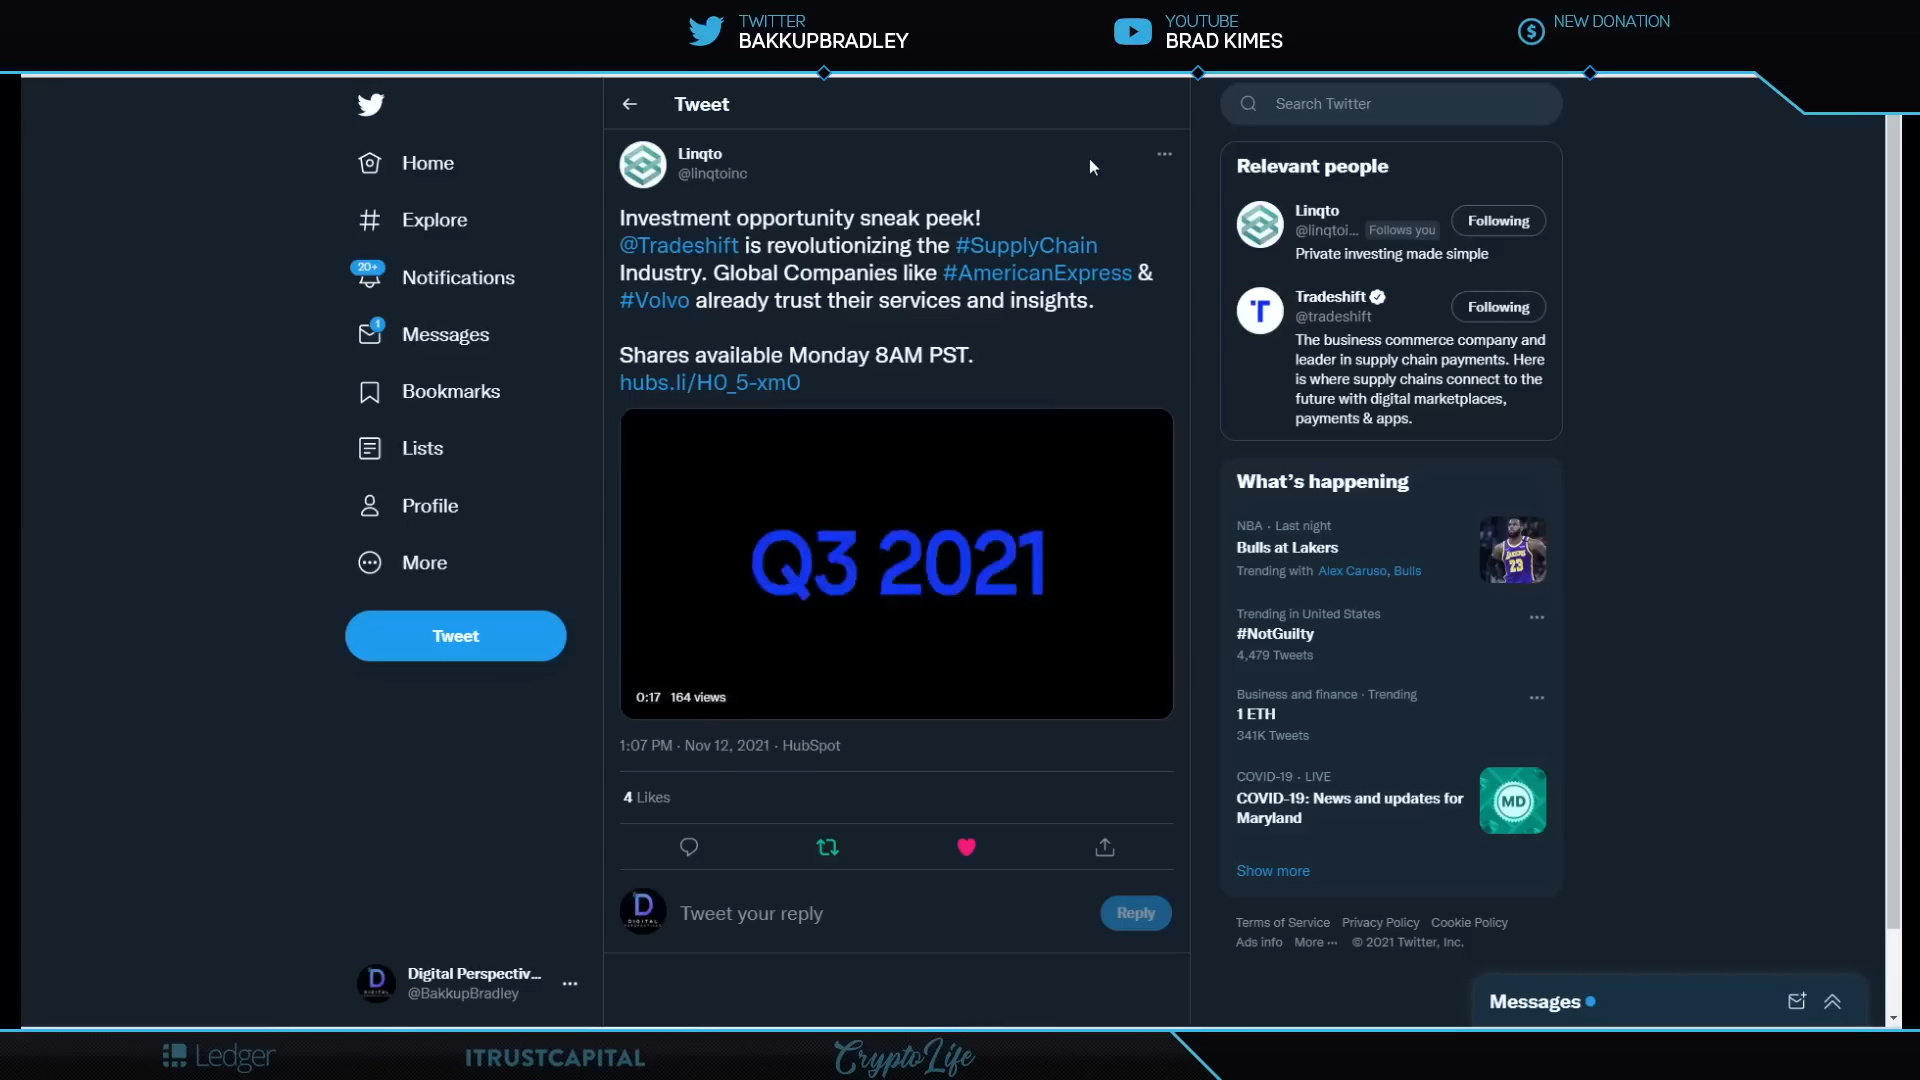 TWITTER
BAKKUPBRADLEY
YOUTUBE
BRAD KIMES
NEW DONATION
Home
Explore
20+
Notifications
1
Messages
Bookmarks
Lists
Profile
More
Tweet
Digital Perspectiv...
@BakkupBradley
Tweet
Linqto
@linqtoinc
Investment opportunity sneak peek!
@Tradeshift is revolutionizing the #SupplyChain
Industry. Global Companies like #AmericanExpress &
#Volvo already trust their services and insights.
Shares available Monday 8AM PST.
hubs.li/H0_5-xm0
Q3 2021
0:17 164 views
1:07 PM · Nov 12, 2021 · HubSpot
4 Likes
Tweet your reply
Reply
Search Twitter
Relevant people
Linqto
@linqtoi... Follows you
Following
Private investing made simple
Tradeshift
@tradeshift
Following
The business commerce company and
leader in supply chain payments. Here
is where supply chains connect to the
future with digital marketplaces,
payments & apps.
What's happening
NBA · Last night
Bulls at Lakers
Trending with Alex Caruso, Bulls
Trending in United States
#NotGuilty
4,479 Tweets
Business and finance · Trending
1 ETH
341K Tweets
COVID-19 · LIVE
COVID-19: News and updates for
Maryland
MD
Show more
Terms of Service Privacy Policy Cookie Policy
Ads info More ··· © 2021 Twitter, Inc.
Messages
Ledger
ITRUSTCAPITAL
CryptoLife